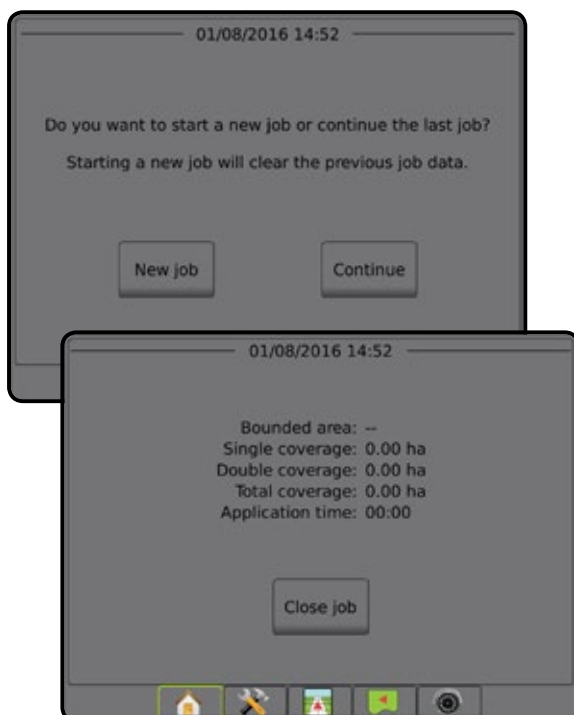 01/08/2016 14:52
Do you want to start a new job or continue the last job?
Starting a new job will clear the previous job data.
New job
Continue
01/08/2016 14:52
Bounded area: --
Single coverage: 0.00 ha
Double coverage: 0.00 ha
Total coverage: 0.00 ha
Application time: 00:00
Close job